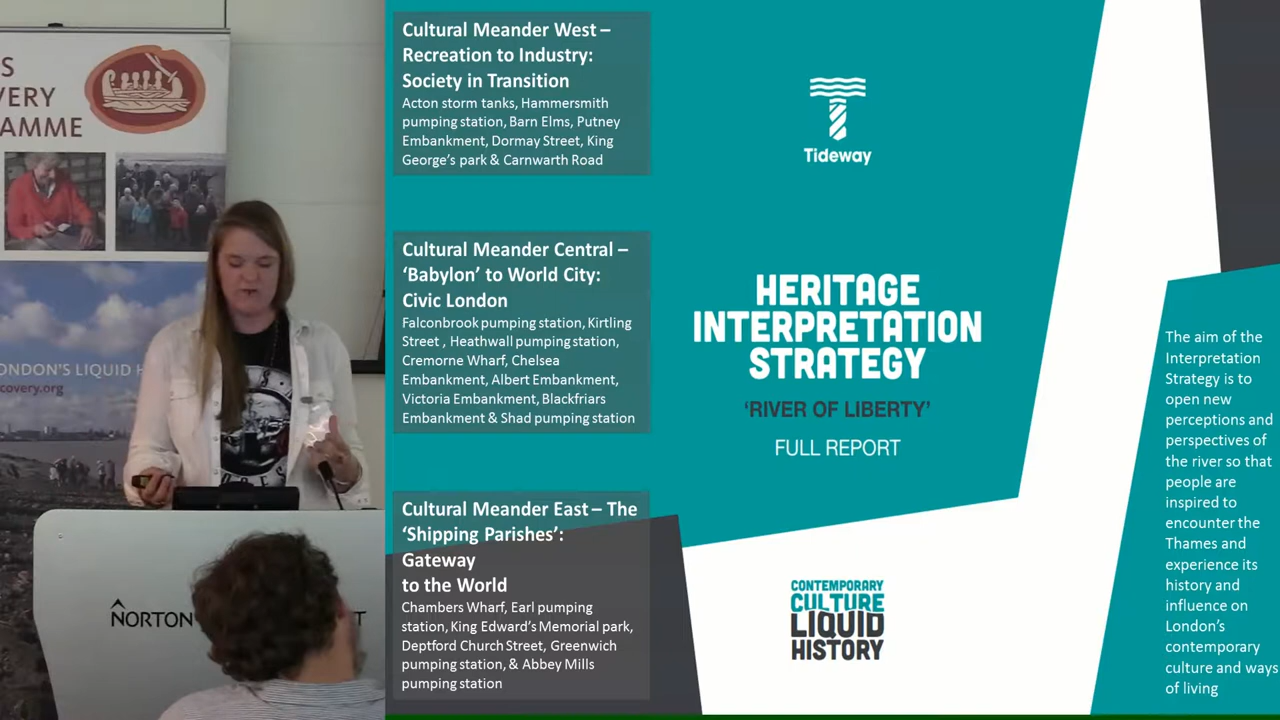 S
VERY
AMME
ONDON'S LIQUID H
covery.org
NORTON
T
Cultural Meander West –
Recreation to Industry:
Society in Transition
Acton storm tanks, Hammersmith
pumping station, Barn Elms, Putney
Embankment, Dormay Street, King
George's park & Carnwarth Road
Cultural Meander Central –
'Babylon' to World City:
Civic London
Falconbrook pumping station, Kirtling
Street , Heathwall pumping station,
Cremorne Wharf, Chelsea
Embankment, Albert Embankment,
Victoria Embankment, Blackfriars
Embankment & Shad pumping station
Cultural Meander East – The
'Shipping Parishes':
Gateway
to the World
Chambers Wharf, Earl pumping
station, King Edward's Memorial park,
Deptford Church Street, Greenwich
pumping station, & Abbey Mills
pumping station
Tideway
HERITAGE
INTERPRETATION
STRATEGY
'RIVER OF LIBERTY'
FULL REPORT
CONTEMPORARY
CULTURE
LIQUID
HISTORY
The aim of the
Interpretation
Strategy is to
open new
perceptions and
perspectives of
the river so that
people are
inspired to
encounter the
Thames and
experience its
history and
influence on
London's
contemporary
culture and ways
of living